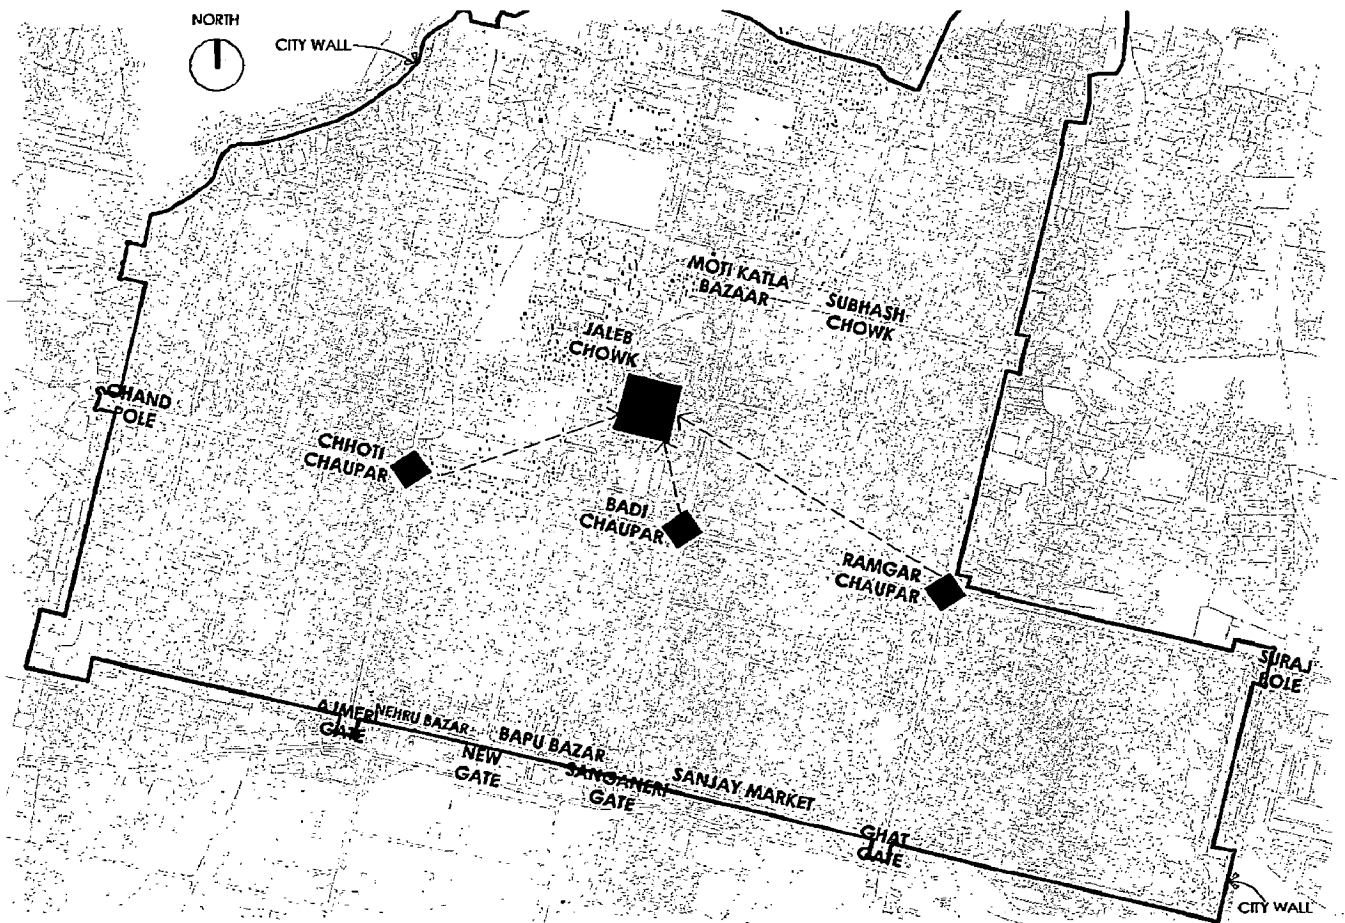 NORTH
CITY WALL
MOTI KATLA
BAZAAR
SUBHASH
CHOWK
JALEB
CHOWK
CHAND
POLE
CHHOTI
CHAUPAR
BADI
CHAUPAR
RAMGAR
CHAUPAR
SURAJ
POLE
AJMERI
GATE
NEHRU BAZAR
BAPU BAZAR
NEW
GATE
SANGANERI
GATE
SANJAY MARKET
GHAT
GATE
CITY WALL